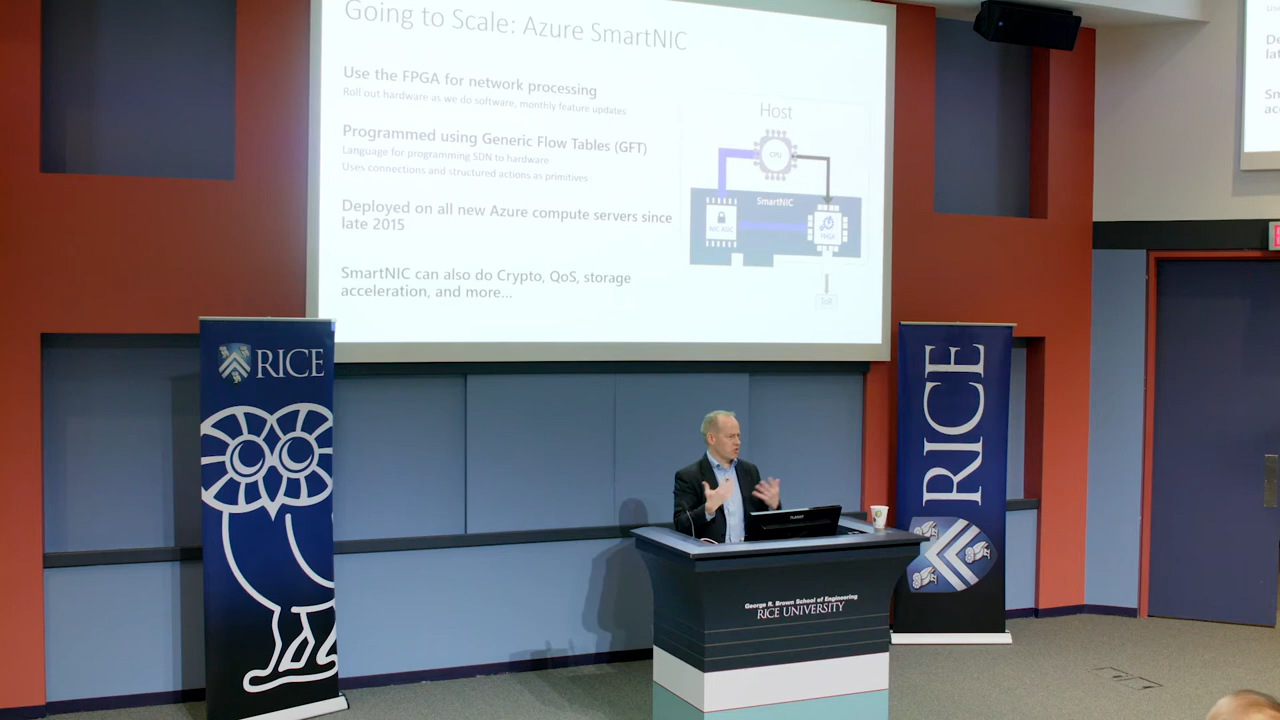 Going to Scale: Azure SmartNIC
Use the FPGA for network processing
Roll out hardware as we do software, monthly feature updates
Programmed using Generic Flow Tables (GFT)
Language for programming SDN to hardware
Uses connections and structured actions as primitives
Deployed on all new Azure compute servers since
late 2015
SmartNIC can also do Crypto, QoS, storage
acceleration, and more...
Host
CPU
SmartNIC
NIC ASIC
FPGA
ToR
RICE
RICE
George R. Brown School of Engineering
RICE UNIVERSITY